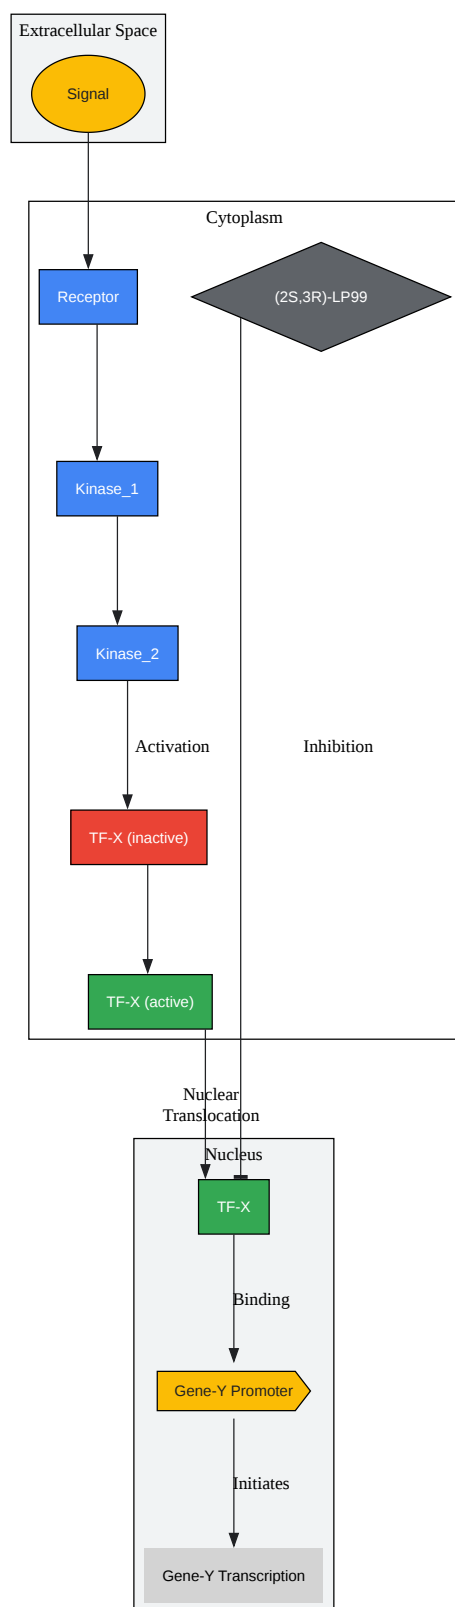 Extracellular Space
Signal
Cytoplasm
Receptor
(2S,3R)-LP99
Kinase_1
Kinase_2
Activation
Inhibition
TF-X (inactive)
TF-X (active)
Nuclear
Translocation
Nucleus
TF-X
Binding
Gene-Y Promoter
Initiates
Gene-Y Transcription